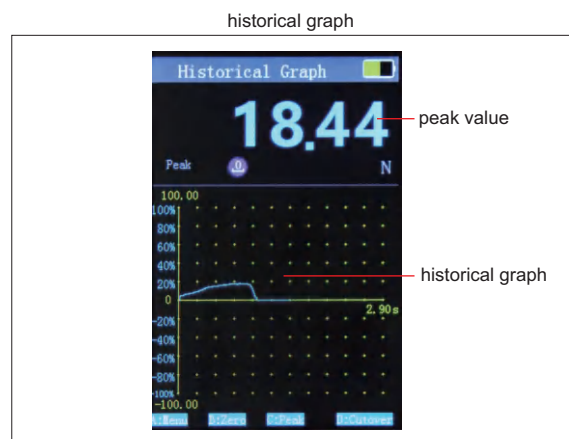 historical graph
Historical Graph
18.44
peak value
Peak
N
100.00
100%
80%
60%
40%
20%
historical graph
0
2.90s
-20%
-40%
-60%
-80%
-100%
-100.00
A:Menu B:Zero C:Peak D:Cutover